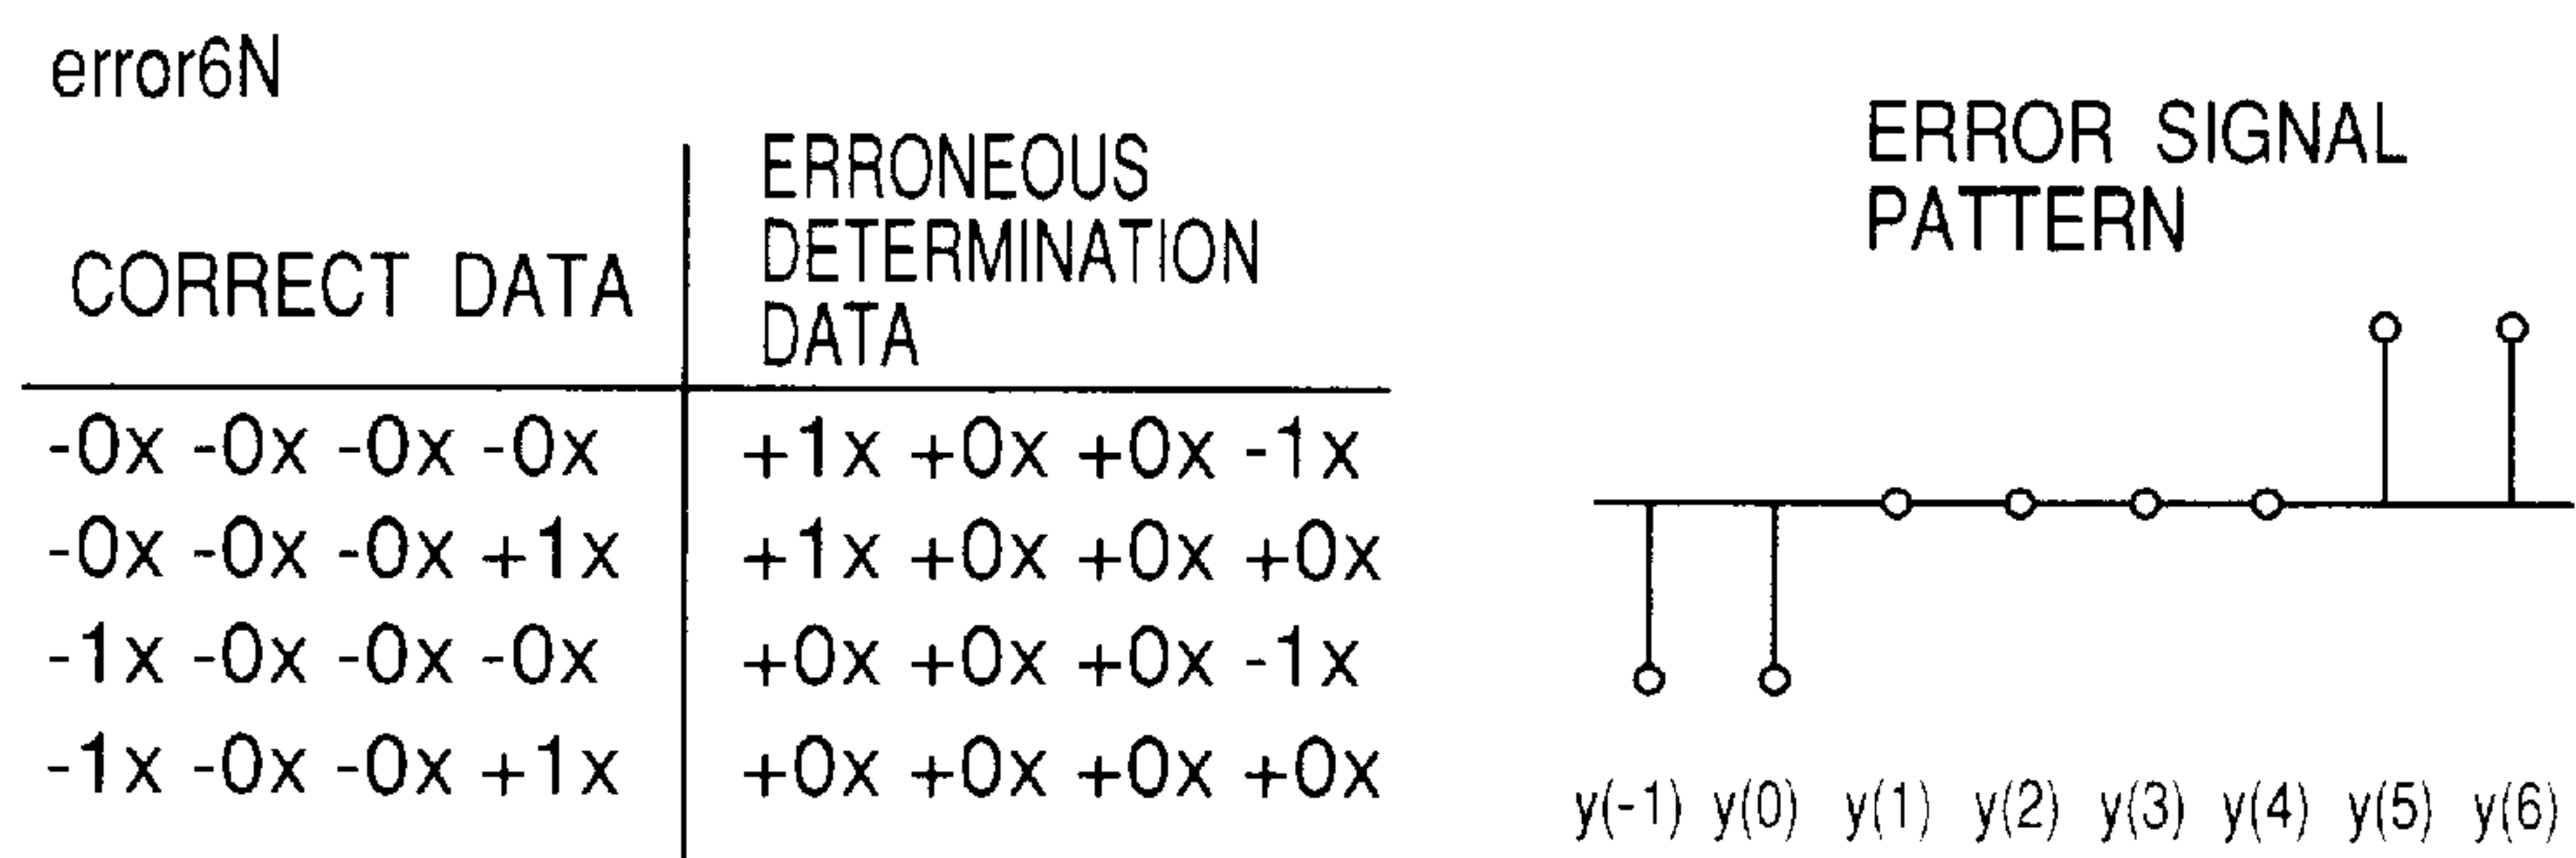 error6N
CORRECT DATA
ERRONEOUS
DETERMINATION
DATA
-0x -0x -0x -0x +1x +0x +0x -1x
-0x -0x -0x +1x +1x +0x +0x +0x
-1x -0x -0x -0x +0x +0x +0x -1x
-1x -0x -0x +1x +0x +0x +0x +0x
ERROR SIGNAL
PATTERN
y(-1) y(0) y(1) y(2) y(3) y(4) y(5) y(6)